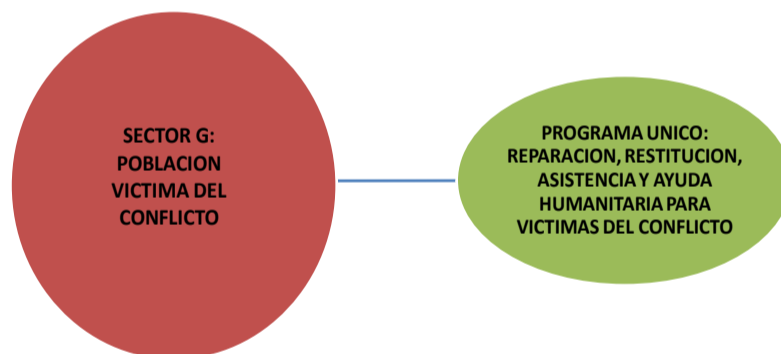 SECTOR G:
POBLACION
VICTIMA DEL
CONFLICTO
PROGRAMA UNICO:
REPARACION, RESTITUCION,
ASISTENCIA Y AYUDA
HUMANITARIA PARA
VICTIMAS DEL CONFLICTO